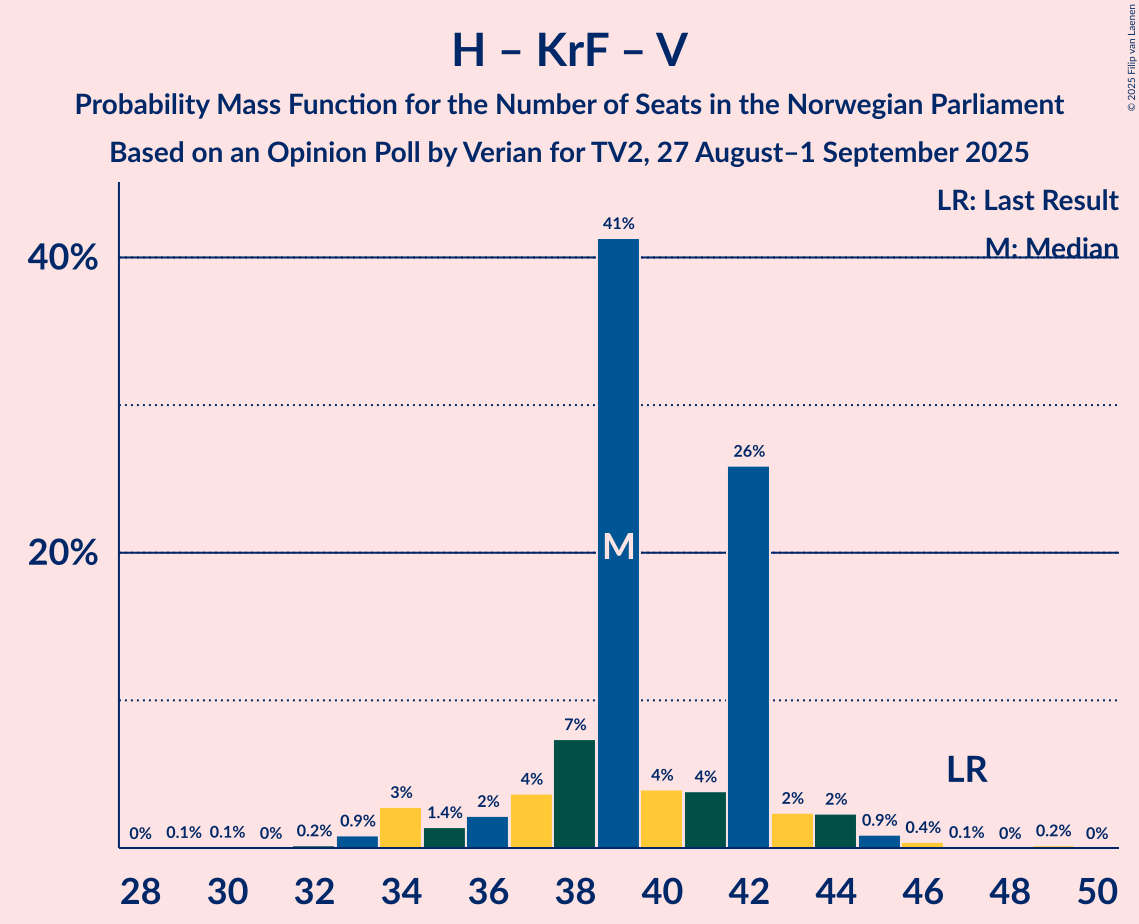 H – KrF – V
Probability Mass Function for the Number of Seats in the Norwegian Parliament
Based on an Opinion Poll by Verian for TV2, 27 August–1 September 2025
© 2025 Filip van Laenen
LR: Last Result
M: Median
40%
20%
0%
0.1%
0.1%
0%
0.2%
0.9%
3%
1.4%
2%
4%
7%
41%
4%
4%
26%
2%
2%
0.9%
0.4%
0.1%
0%
0.2%
0%
M
LR
28 30 32 34 36 38 40 42 44 46 48 50